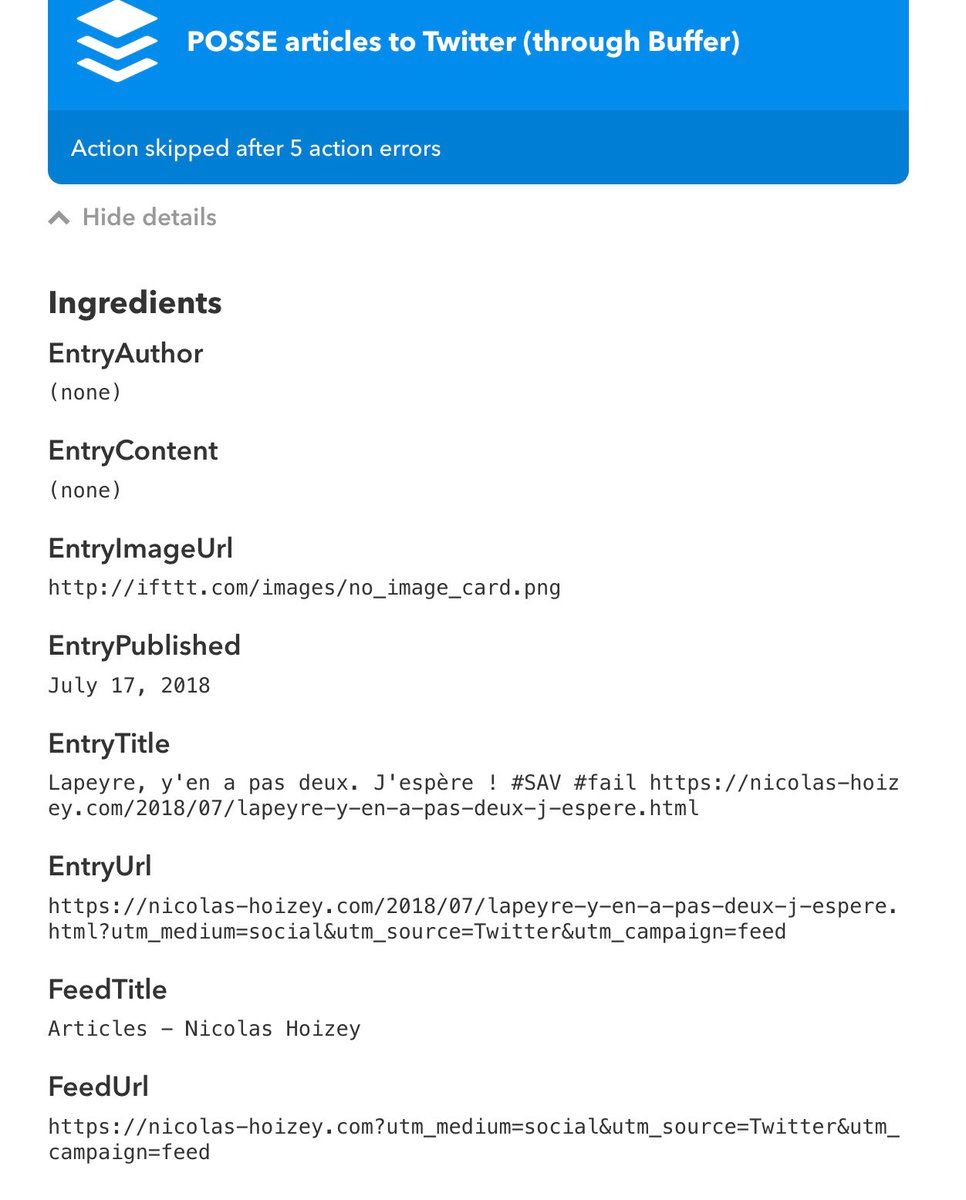 POSSE articles to Twitter (through Buffer)
Action skipped after 5 action errors
Hide details
Ingredients
EntryAuthor
(none)
EntryContent
(none)
EntryImageUrl
http://ifttt.com/images/no_image_card.png
EntryPublished
July 17, 2018
EntryTitle
Lapeyre, y'en a pas deux. J'espère ! #SAV #fail https://nicolas-hoiz
ey.com/2018/07/lapeyre-y-en-a-pas-deux-j-espere.html
EntryUrl
https://nicolas-hoizey.com/2018/07/lapeyre-y-en-a-pas-deux-j-espere.
html?utm_medium=social&utm_source=Twitter&utm_campaign=feed
FeedTitle
Articles - Nicolas Hoizey
FeedUrl
https://nicolas-hoizey.com?utm_medium=social&utm_source=Twitter&utm_
campaign=feed